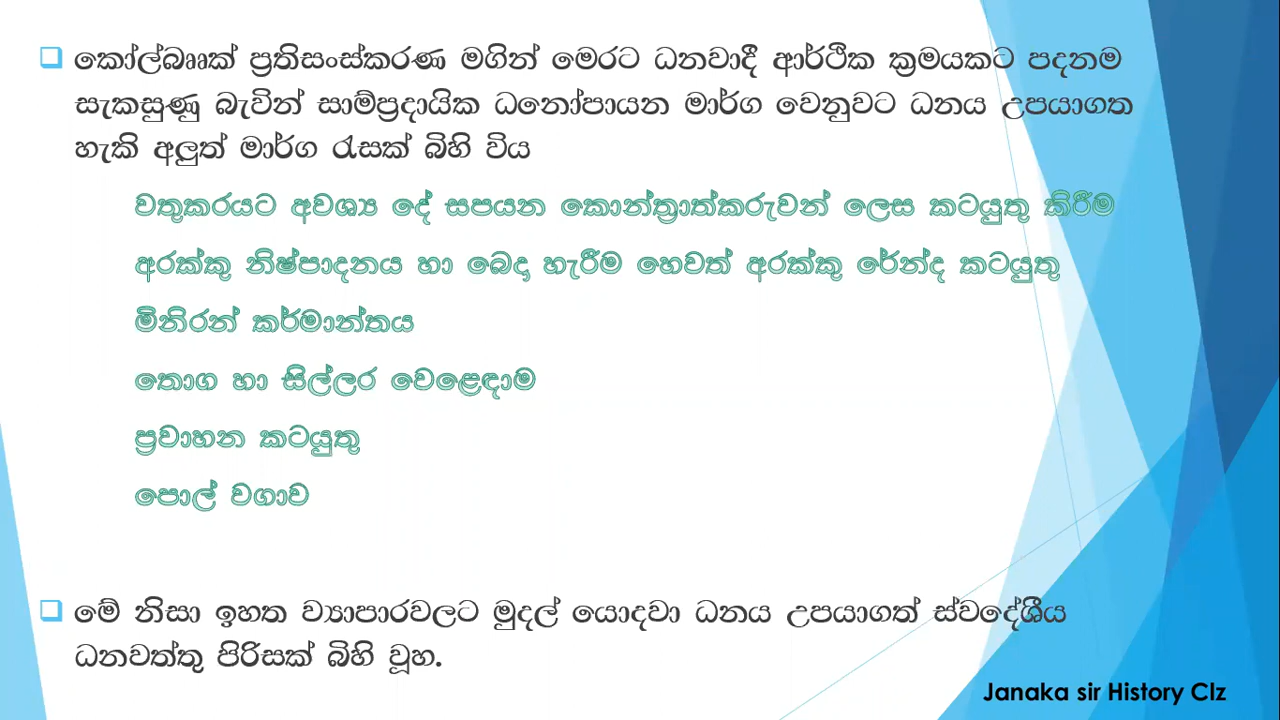 කෝල්බෲක් ප්‍රතිසංස්කරණ මගින් මෙරට ධනවාදී ආර්ථික ක්‍රමයකට පදනම
සැකසුණු බැවින් සාම්ප්‍රදායික ධනෝපායන මාර්ග වෙනුවට ධනය උපයාගත
හැකි අලුත් මාර්ග රැසක් බිහි විය
වතුකරයට අවශ්‍ය දේ සපයන කොන්ත්‍රාත්කරුවන් ලෙස කටයුතු කිරීම
අරක්කු නිෂ්පාදනය හා බෙදා හැරීම හෙවත් අරක්කු රේන්ද කටයුතු
මිනිරන් කර්මාන්තය
තොග හා සිල්ලර වෙළෙඳාම
ප්‍රවාහන කටයුතු
පොල් වගාව
මේ නිසා ඉහත ව්‍යාපාරවලට මුදල් යොදවා ධනය උපයාගත් ස්වදේශීය
ධනවත්තු පිරිසක් බිහි වූහ.
Janaka sir History Clz